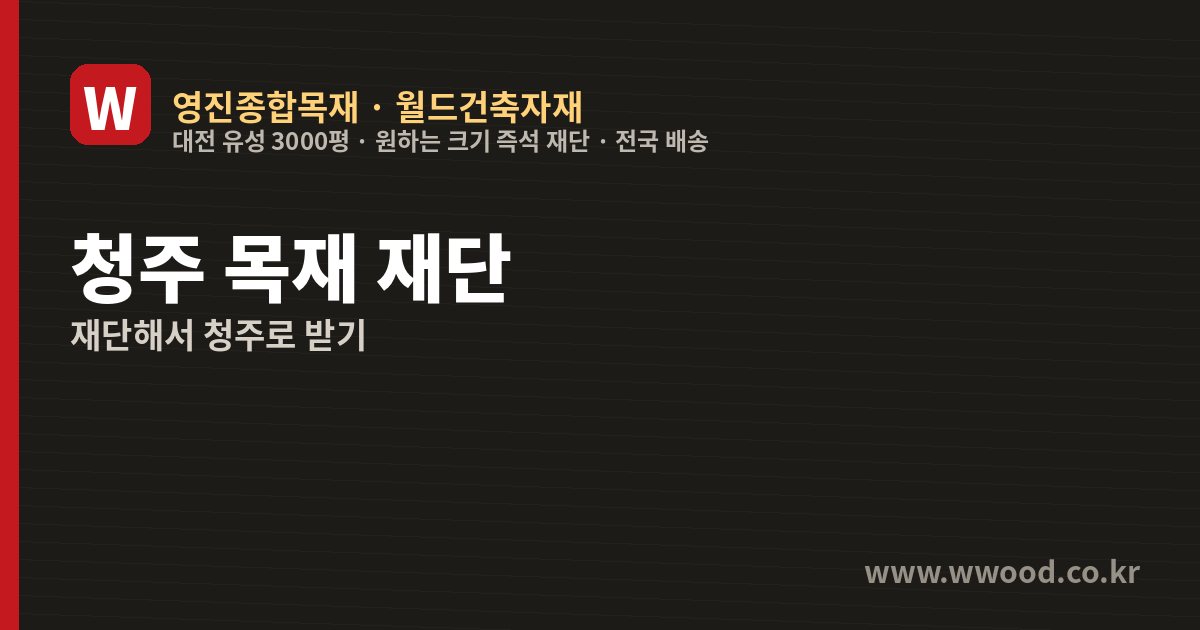 W
영진종합목재 · 월드건축자재
대전 유성 3000평 · 원하는 크기 즉석 재단 · 전국 배송
청주 목재 재단
재단해서 청주로 받기
www.wwood.co.kr